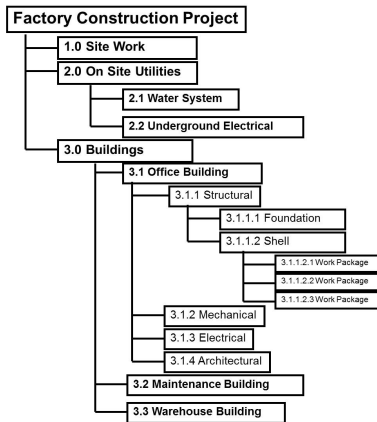 Factory Construction Project
1.0 Site Work
2.0 On Site Utilities
2.1 Water System
2.2 Underground Electrical
3.0 Buildings
3.1 Office Building
3.1.1 Structural
3.1.1.1 Foundation
3.1.1.2 Shell
3.1.1.2.1 Work Package
3.1.1.2.2 Work Package
3.1.1.2.3 Work Package
3.1.2 Mechanical
3.1.3 Electrical
3.1.4 Architectural
3.2 Maintenance Building
3.3 Warehouse Building